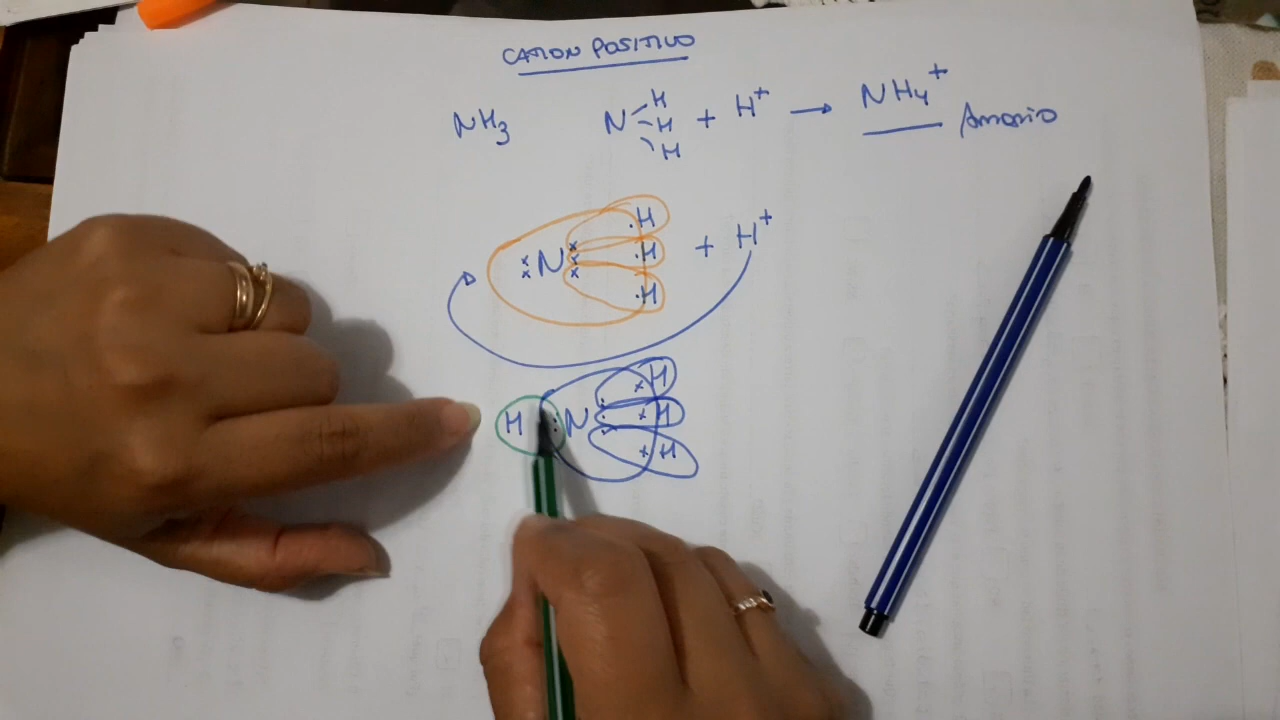 CATION POSITIVO
NH3 N H H H + H+ → NH4+ Amonio
N H H H + H+
H N H H H